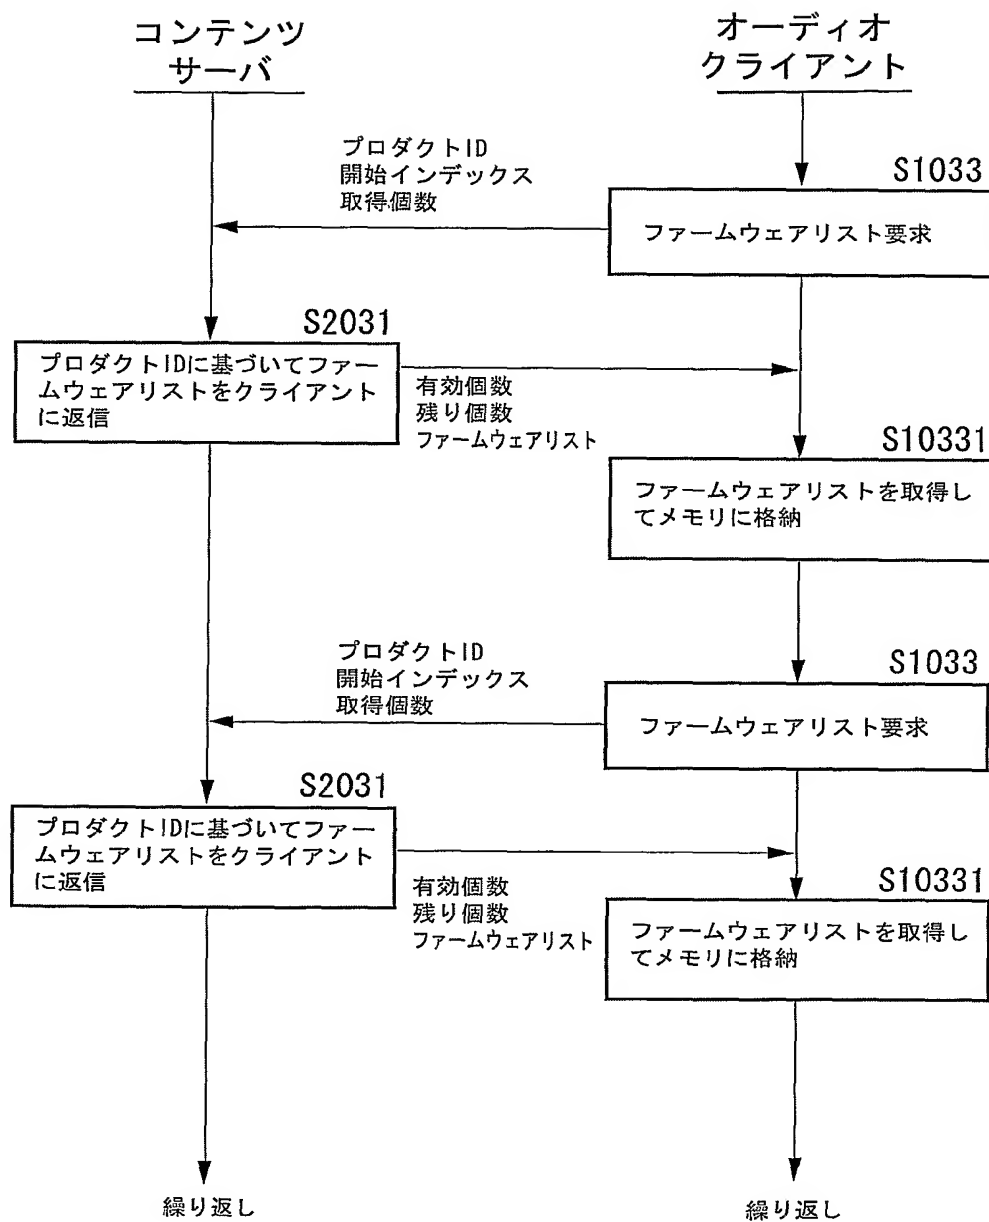 コンテンツ
サーバ
オーディオ
クライアント
プロダクトID
開始インデックス
取得個数
S1033
ファームウェアリスト要求
S2031
プロダクトIDに基づいてファー
ムウェアリストをクライアント
に返信
有効個数
残り個数
ファームウェアリスト
S10331
ファームウェアリストを取得し
てメモリに格納
プロダクトID
開始インデックス
取得個数
S1033
ファームウェアリスト要求
S2031
プロダクトIDに基づいてファー
ムウェアリストをクライアント
に返信
有効個数
残り個数
ファームウェアリスト
S10331
ファームウェアリストを取得し
てメモリに格納
繰り返し
繰り返し